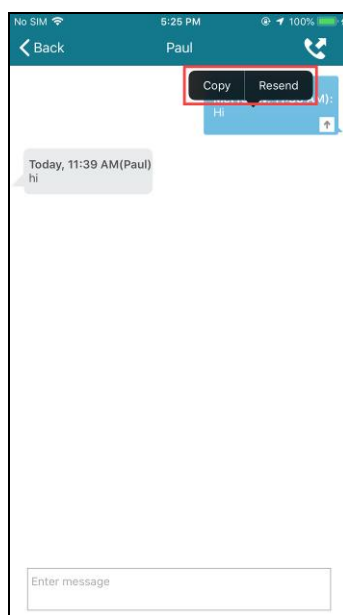 No SIM 5:25 PM 100%
Back Paul
Copy Resend
AM):
Hi
Today, 11:39 AM(Paul)
hi
Enter message